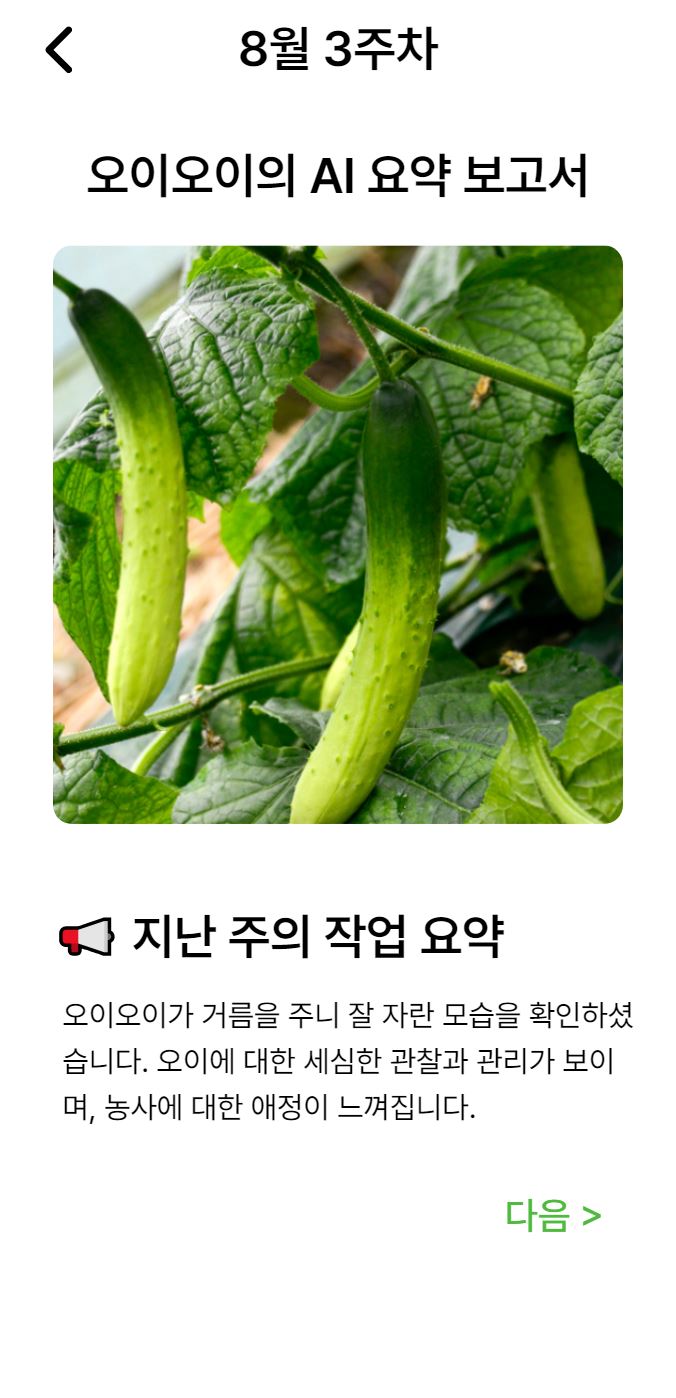 8월 3주차
오이오이의 AI 요약 보고서
지난 주의 작업 요약
오이오이가 거름을 주니 잘 자란 모습을 확인하셨
습니다. 오이에 대한 세심한 관찰과 관리가 보이
며, 농사에 대한 애정이 느껴집니다.
다음 >